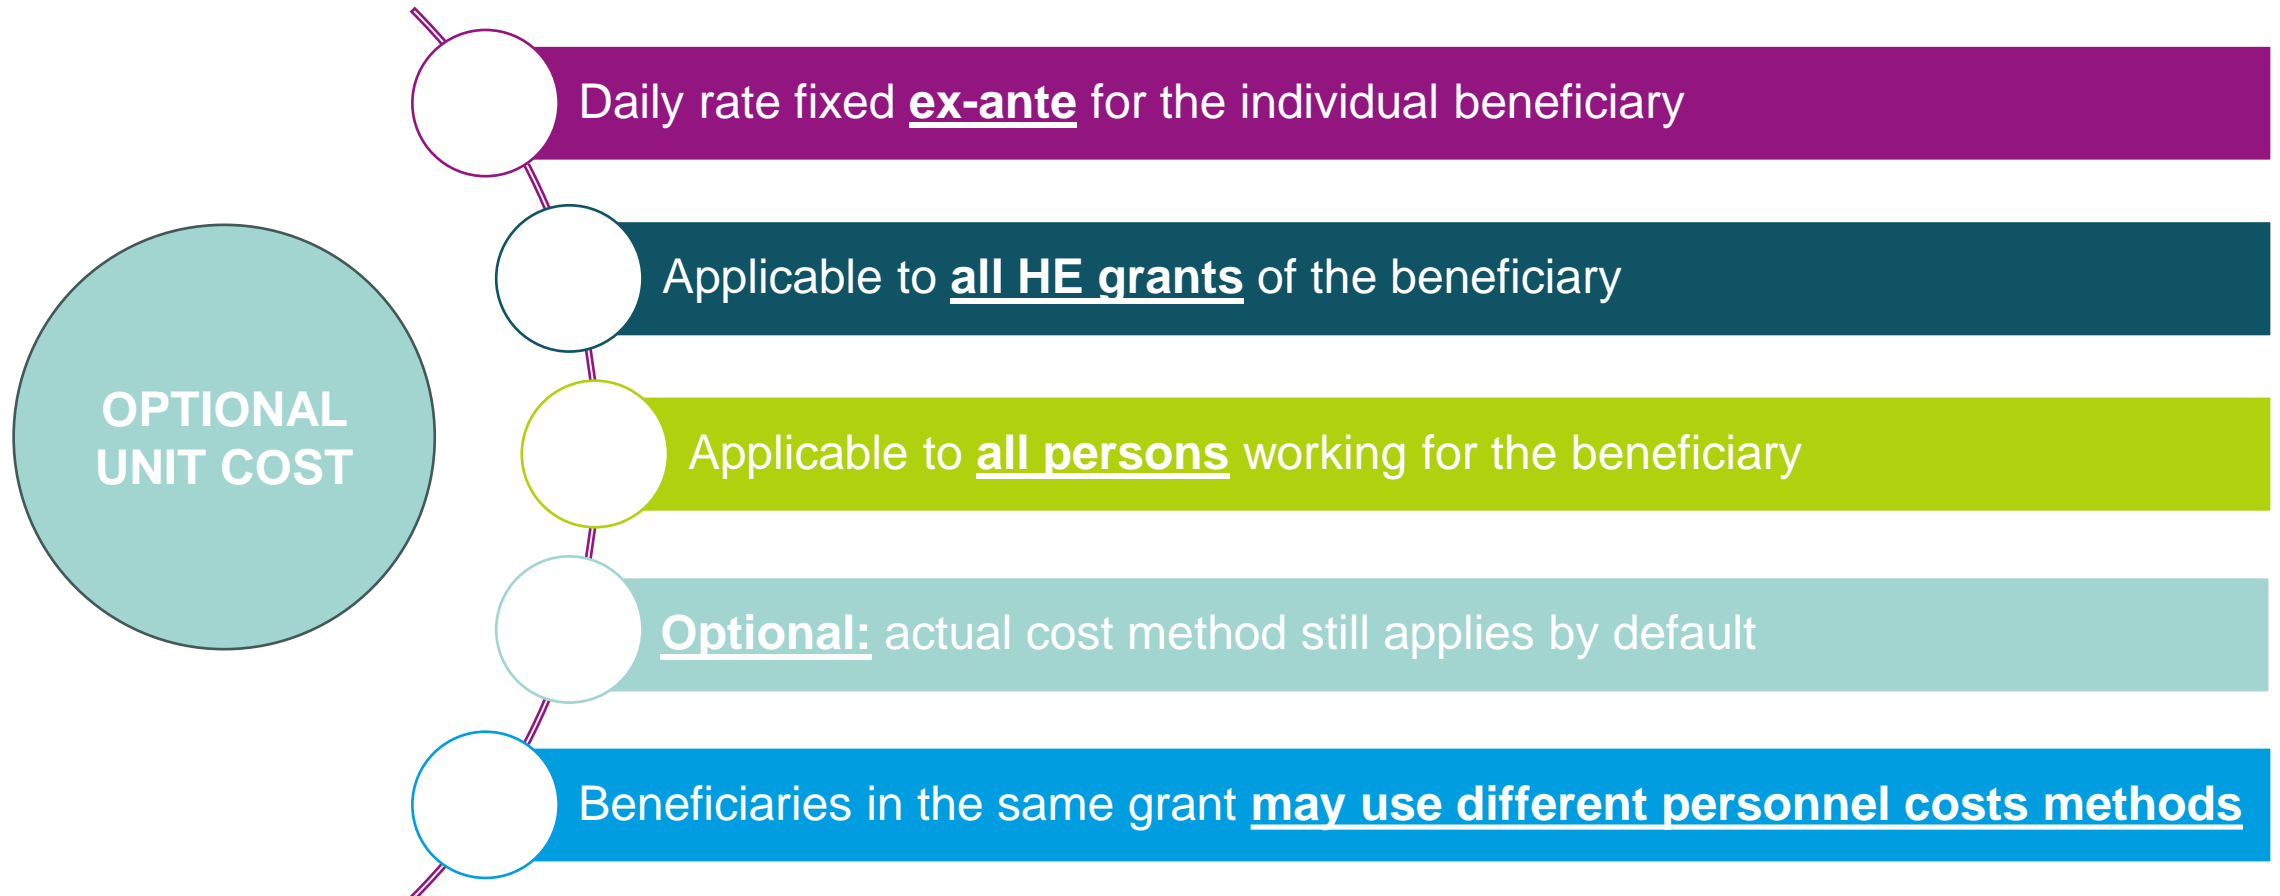 OPTIONAL
UNIT COST
Daily rate fixed ex-ante for the individual beneficiary
Applicable to all HE grants of the beneficiary
Applicable to all persons working for the beneficiary
Optional: actual cost method still applies by default
Beneficiaries in the same grant may use different personnel costs methods